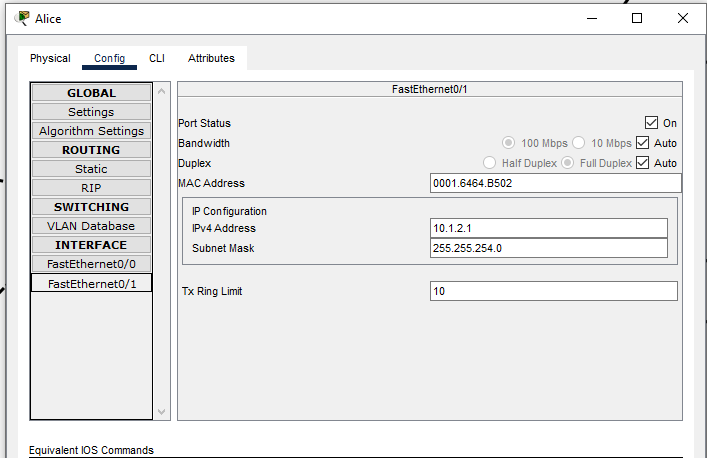 Alice
Physical Config CLI Attributes
GLOBAL
Settings
Algorithm Settings
ROUTING
Static
RIP
SWITCHING
VLAN Database
INTERFACE
FastEthernet0/0
FastEthernet0/1
FastEthernet0/1
Port Status On
Bandwidth 100 Mbps 10 Mbps Auto
Duplex Half Duplex Full Duplex Auto
MAC Address 0001.6464.B502
IP Configuration
IPv4 Address 10.1.2.1
Subnet Mask 255.255.254.0
Tx Ring Limit 10
Equivalent IOS Commands